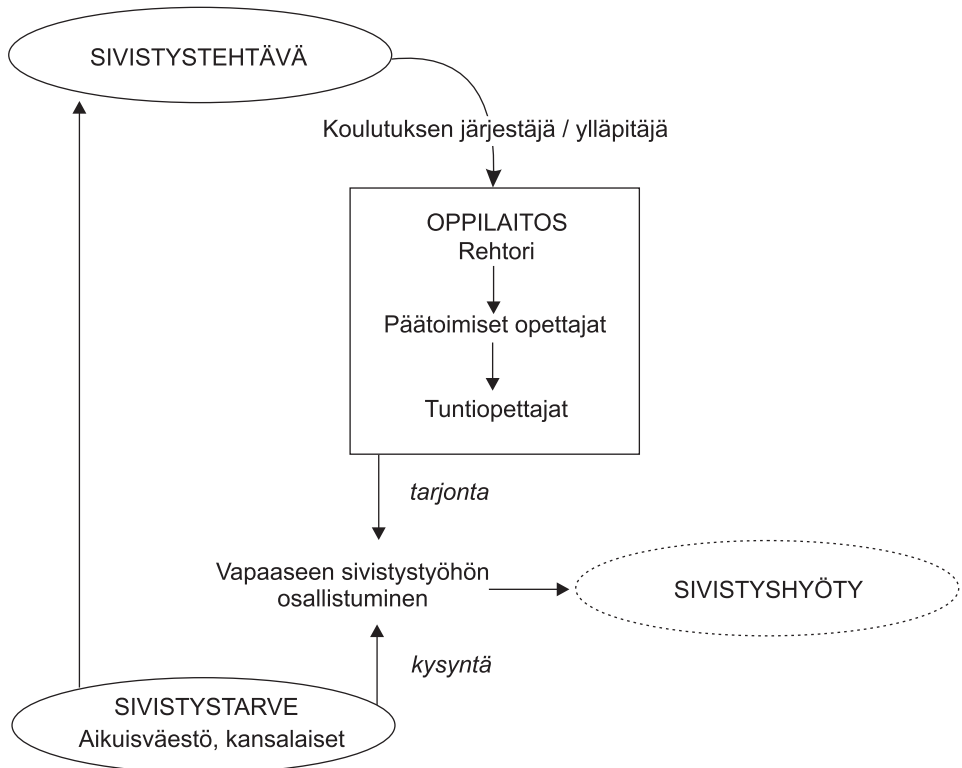 SIVISTYSTEHTÄVÄ
Koulutuksen järjestäjä / ylläpitäjä
OPPILAITOS
Rehtori
Päätoimiset opettajat
Tuntiopettajat
tarjonta
Vapaaseen sivistystyöhön
osallistuminen
SIVISTYSHYÖTY
kysyntä
SIVISTYSTARVE
Aikuisväestö, kansalaiset